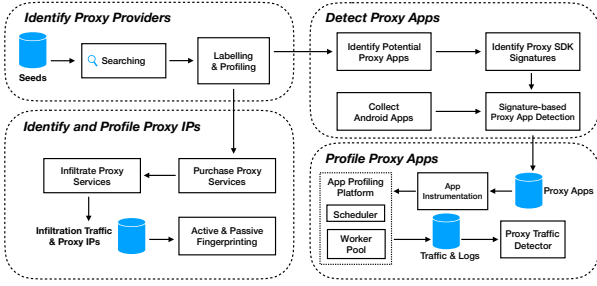 Identify Proxy Providers
Seeds
Searching
Labelling
& Profiling
Detect Proxy Apps
Identify Potential
Proxy Apps
Identify Proxy SDK
Signatures
Collect
Android Apps
Signature-based
Proxy App Detection
Identify and Profile Proxy IPs
Infiltrate Proxy
Services
Purchase Proxy
Services
Infiltration Traffic
& Proxy IPs
Active & Passive
Fingerprinting
Profile Proxy Apps
App Profiling
Platform
Scheduler
Worker
Pool
App
Instrumentation
Proxy Apps
Traffic & Logs
Proxy Traffic
Detector